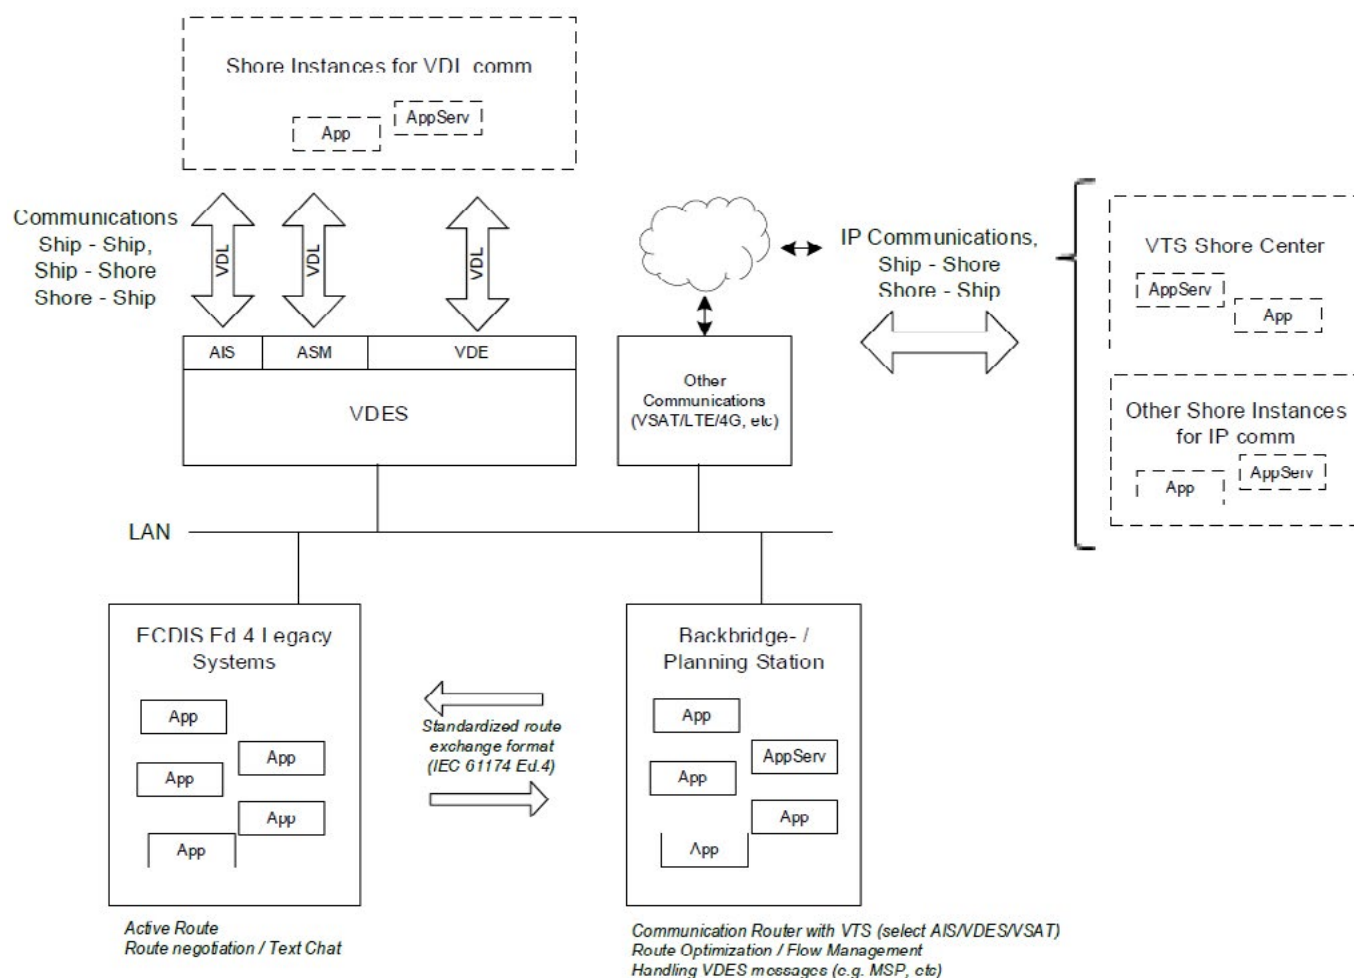 Shore Instances for VDL comm
App
AppServ
Communications
Ship - Ship,
Ship - Shore
Shore - Ship
VDL
VDL
VDL
IP Communications,
Ship - Shore
Shore - Ship
VTS Shore Center
AppServ
App
AIS
ASM
VDE
VDES
Other
Communications
(VSAT/LTE/4G, etc)
Other Shore Instances
for IP comm
AppServ
App
LAN
ECDIS Ed 4 Legacy
Systems
App
App
App
App
App
Standardized route
exchange format
(IEC 61174 Ed.4)
Backbridge- /
Planning Station
App
AppServ
App
App
App
Active Route
Route negotiation / Text Chat
Communication Router with VTS (select AIS/VDES/VSAT)
Route Optimization / Flow Management
Handling VDES messages (e.g. MSP, etc)